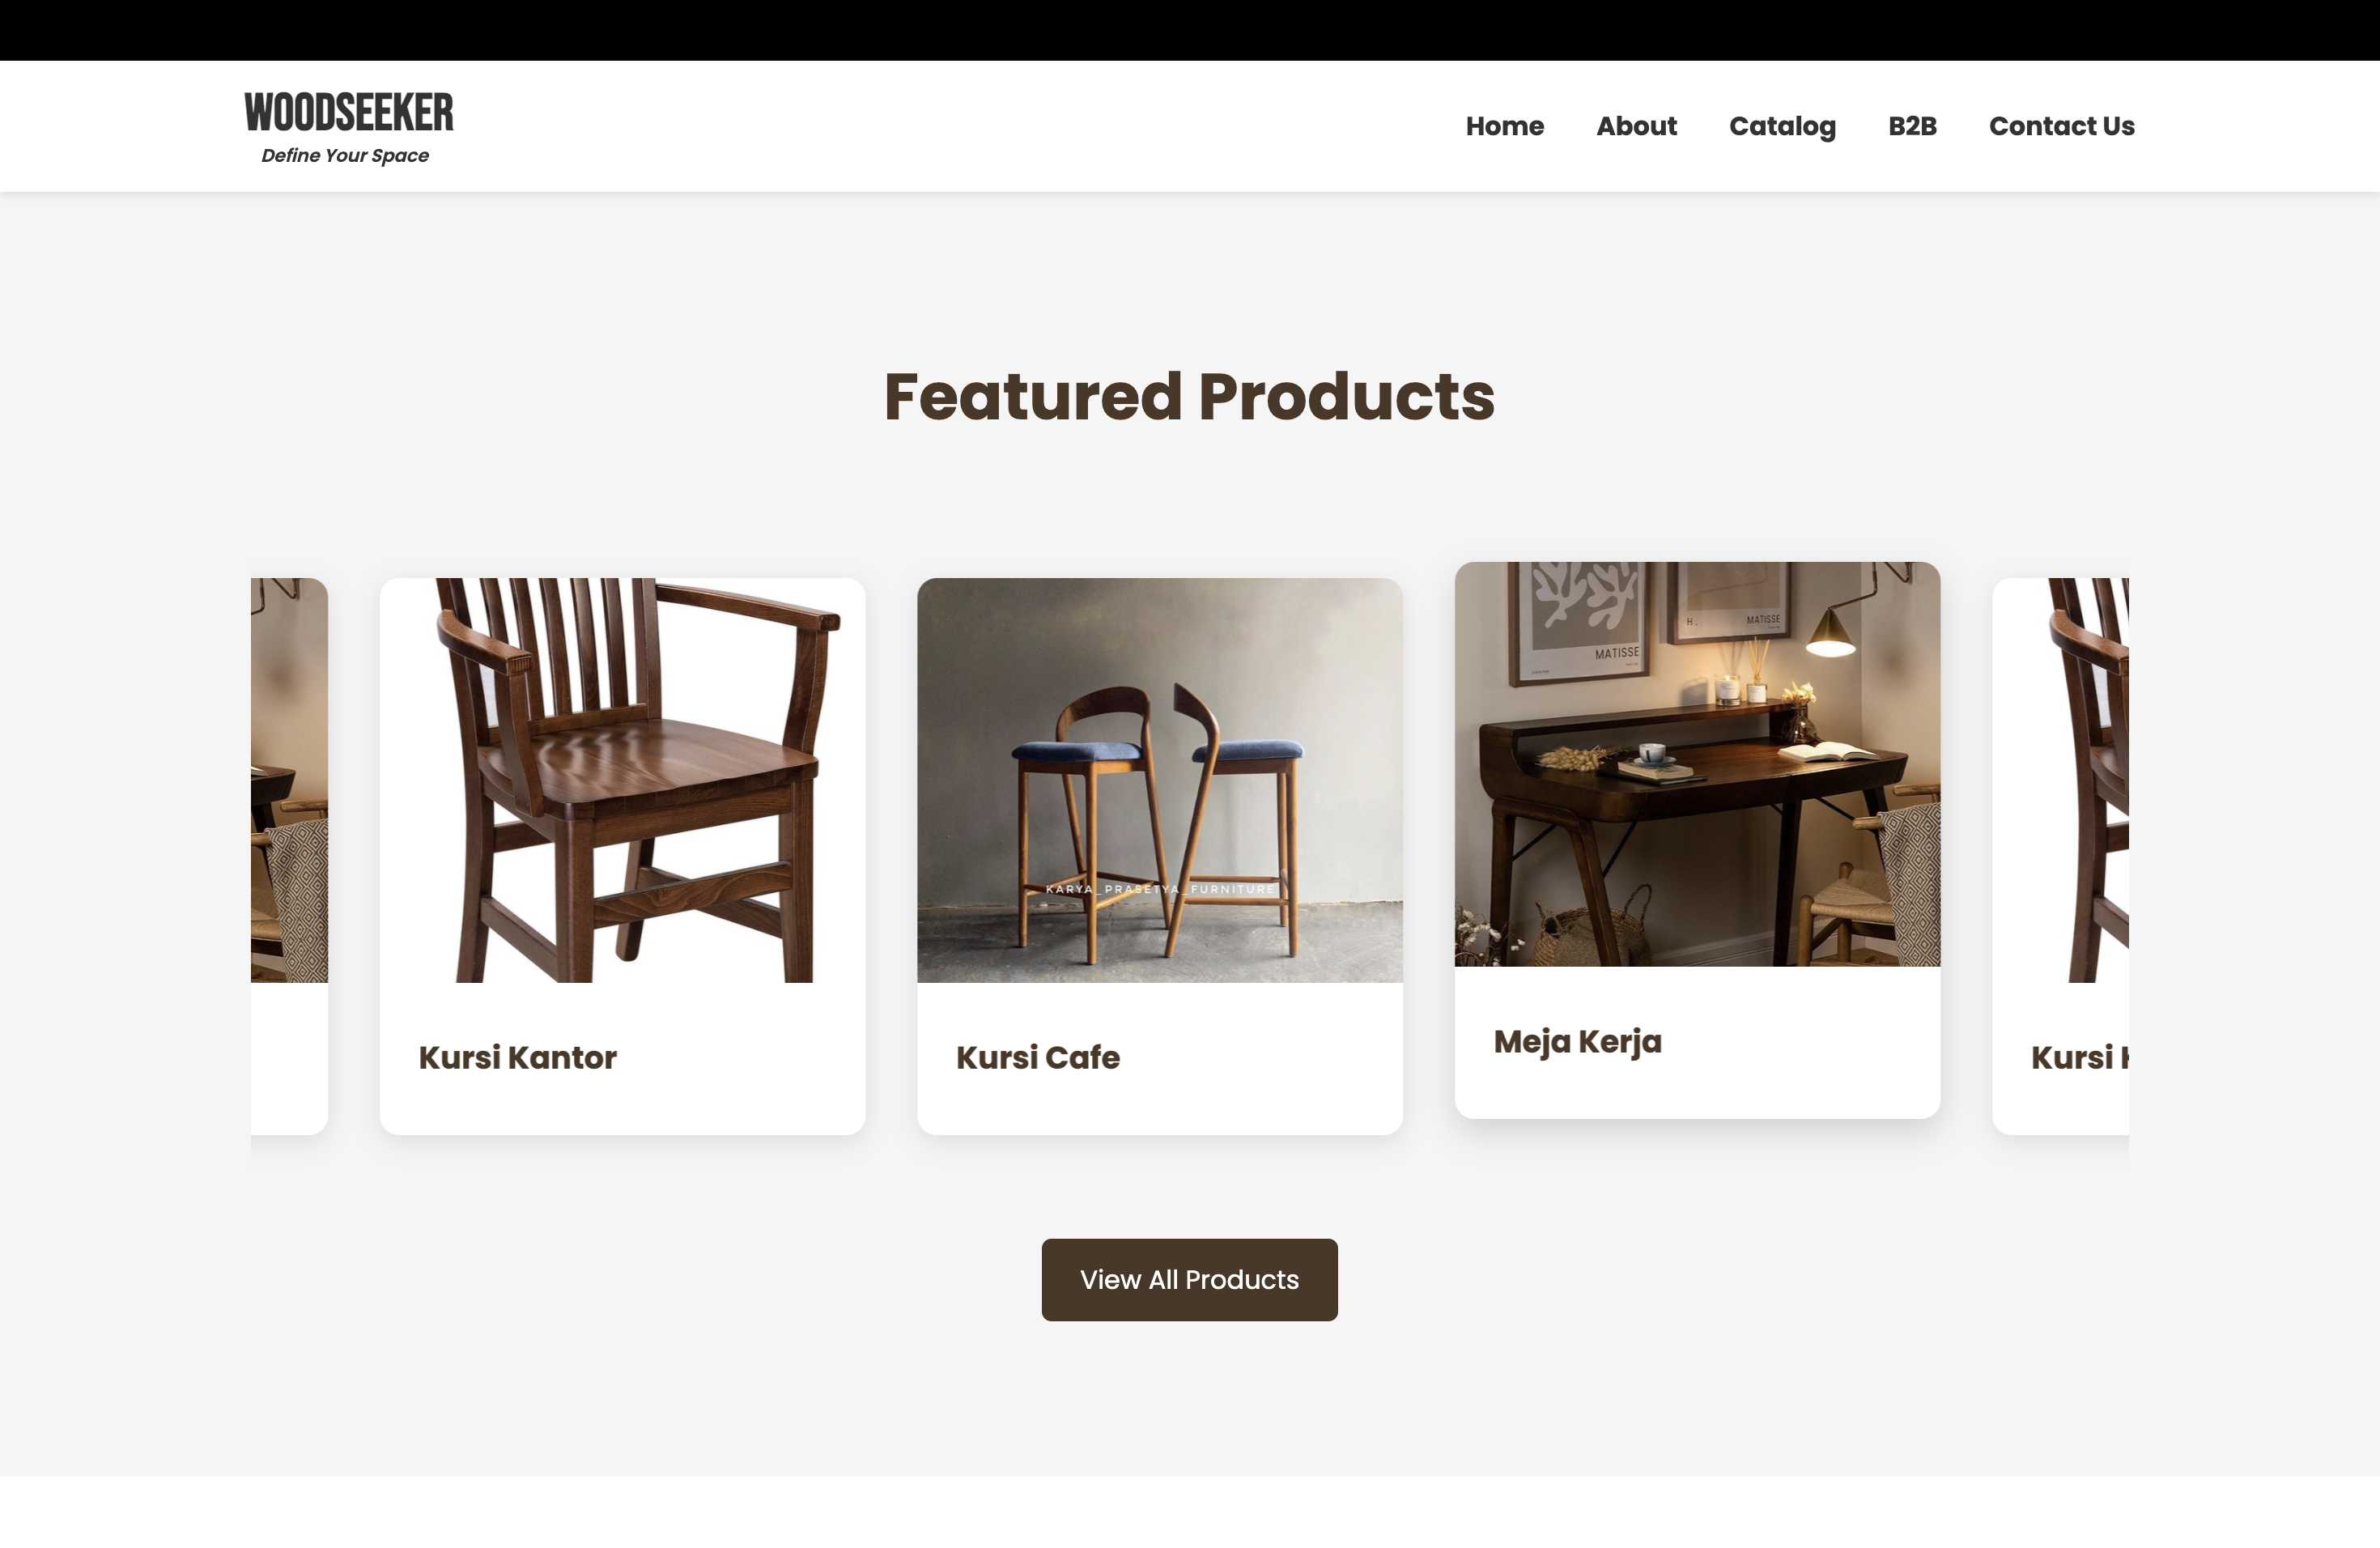 WOODSEEKER
Define Your Space
Home About Catalog B2B Contact Us
Featured Products
H. MATISSE
MATISSE
KARYA_PRASETYA_FURNITURE
Kursi Kantor
Kursi Cafe
Meja Kerja
Kursi
View All Products